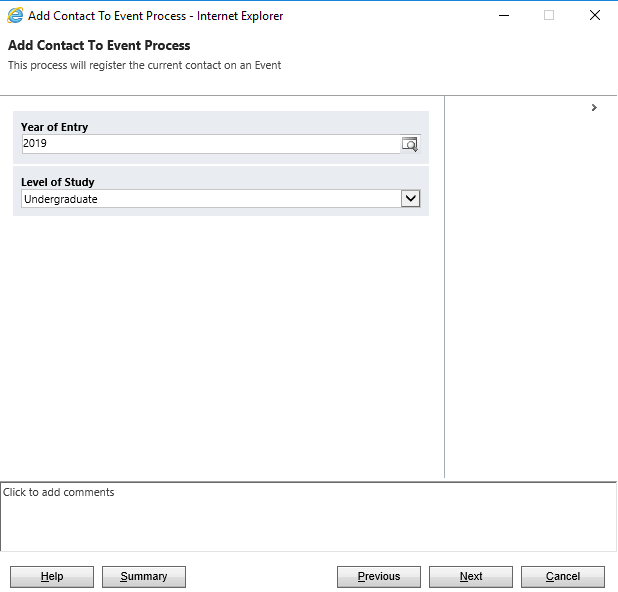 Add Contact To Event Process - Internet Explorer
Add Contact To Event Process
This process will register the current contact on an Event
Year of Entry
2019
Level of Study
Undergraduate
Click to add comments
Help Summary Previous Next Cancel